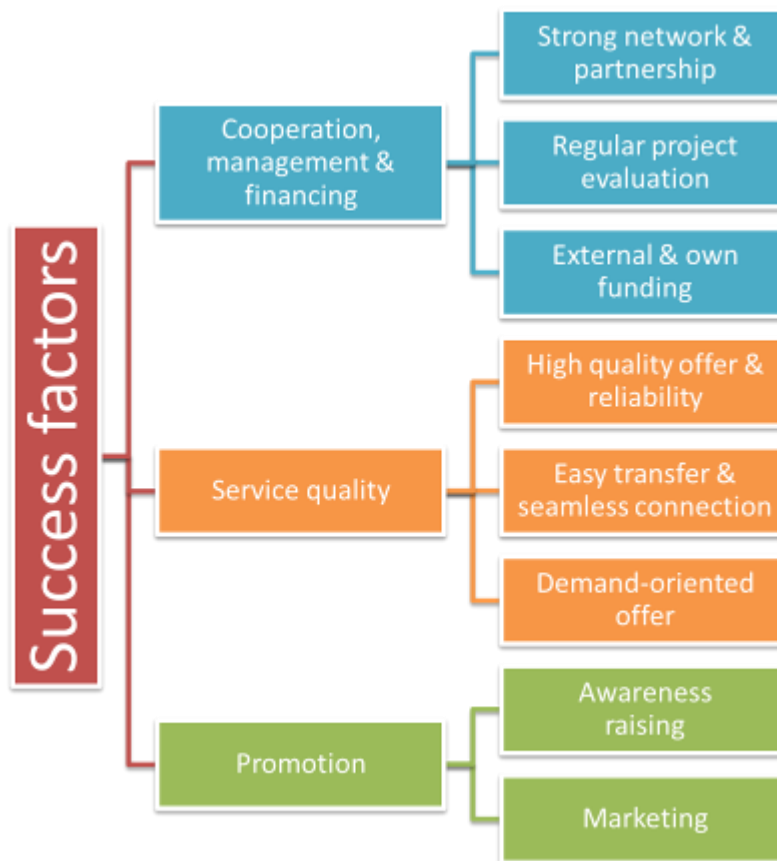 Success factors
Cooperation,
management &
financing
Strong network &
partnership
Regular project
evaluation
External & own
funding
Service quality
High quality offer &
reliability
Easy transfer &
seamless connection
Demand-oriented
offer
Promotion
Awareness
raising
Marketing